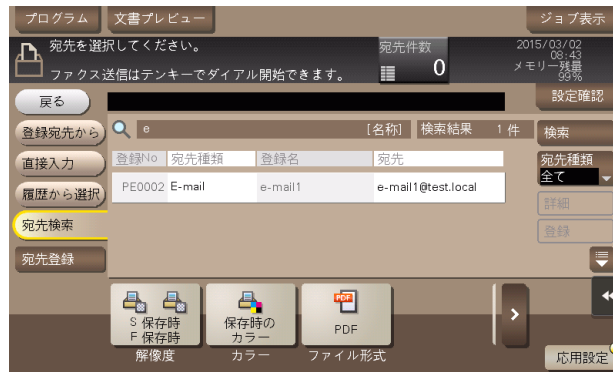 プログラム 文書プレビュー ジョブ表示
宛先を選択してください。 宛先件数 2015/03/02
08:43
ファクス送信はテンキーでダイアル開始できます。 0 メモリー残量
99%
戻る 設定確認
登録宛先から e [名称] 検索結果 1 件 検索
直接入力 登録No 宛先種類 登録名 宛先 宛先種類
全て
履歴から選択 PE0002 E-mail e-mail1 e-mail1@test.local
詳細
宛先検索 登録
宛先登録
S 保存時
F 保存時
解像度
保存時の
カラー
カラー
PDF
PDF
ファイル形式
応用設定